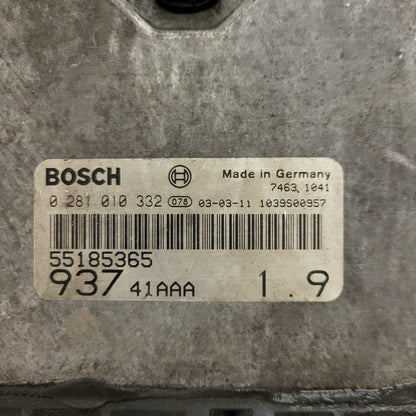 BOSCH Made in Germany
7463.1041
0 281 010 332 078 03-03-11 1039S00957
55185365
937 41AAA 1.9